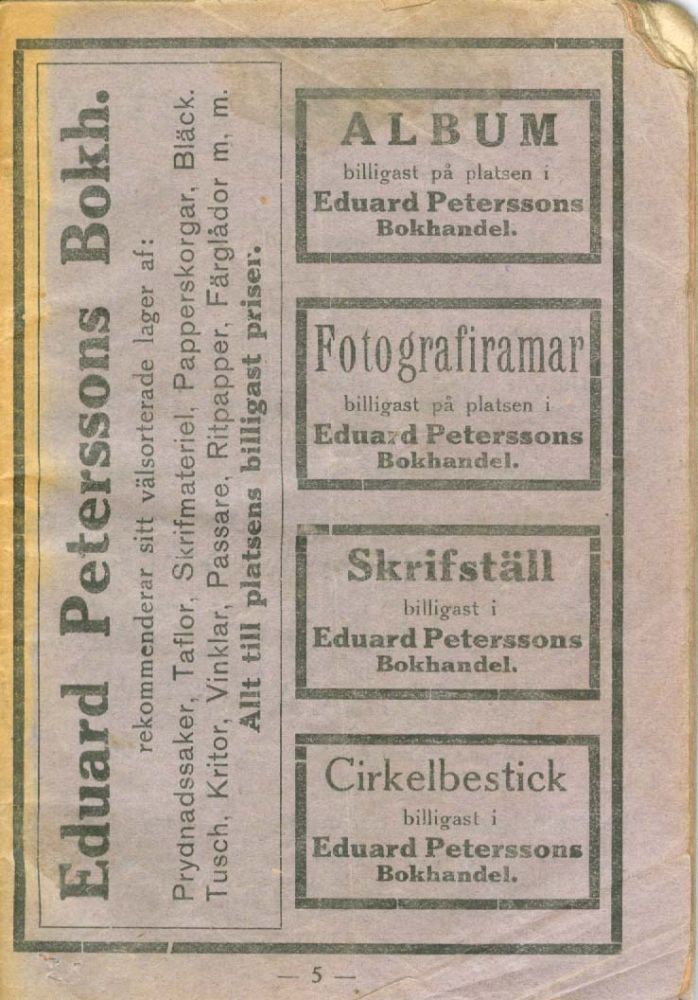 Eduard Peterssons Bokh.
rekommenderar sitt välsorterade lager af:
Prydnadssaker, Taflor, Skrifmateriel, Papperskorgar, Bläck.
Tusch, Kritor, Vinklar, Passare, Ritpapper, Färglådor m, m.
Allt till platsens billigast priser.
ALBUM
billigast på platsen i
Eduard Peterssons
Bokhandel.
Fotografiramar
billigast på platsen i
Eduard Peterssons
Bokhandel.
Skrifställ
billigast i
Eduard Peterssons
Bokhandel.
Cirkelbestick
billigast i
Eduard Peterssons
Bokhandel.
— 5 —